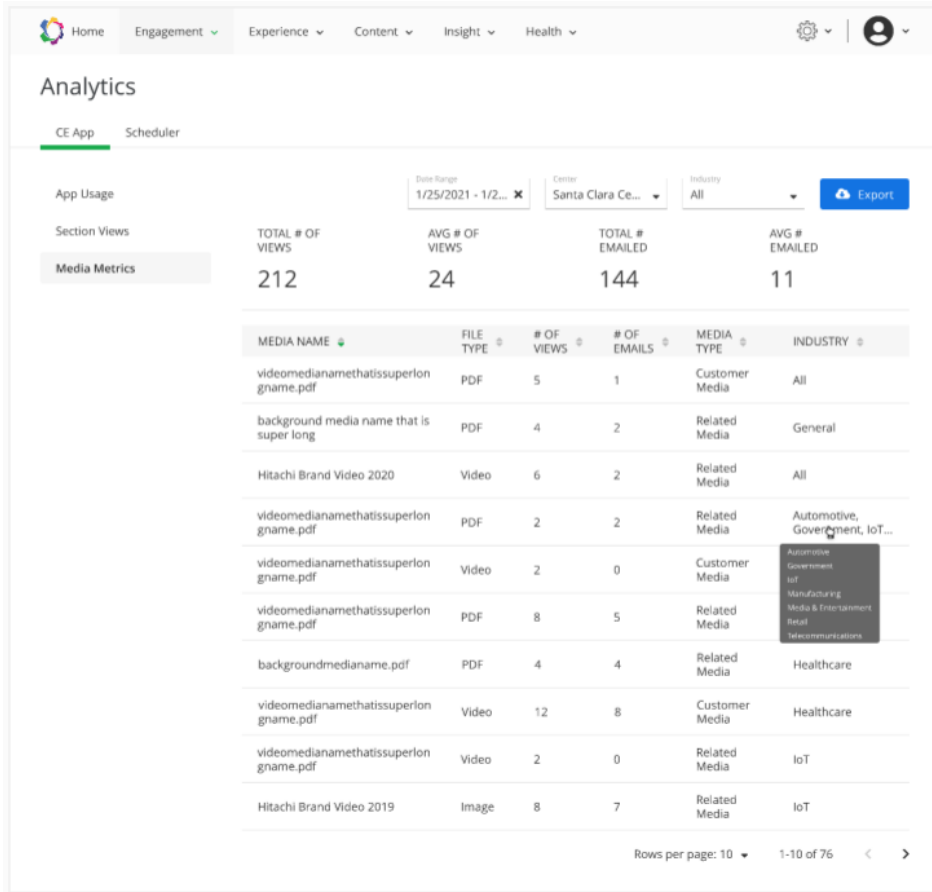 Home Engagement Experience Content Insight Health
Analytics
CE App Scheduler
App Usage
Section Views
Media Metrics
Date Range
1/25/2021 - 1/2...
Center
Santa Clara Ce...
Industry
All
Export
TOTAL # OF
VIEWS
212
AVG # OF
VIEWS
24
TOTAL #
EMAILED
144
AVG #
EMAILED
11
MEDIA NAME
FILE
TYPE
# OF
VIEWS
# OF
EMAILS
MEDIA
TYPE
INDUSTRY
videomedianamethatissuperlon
gname.pdf
PDF
5
1
Customer
Media
All
background media name that is
super long
PDF
4
2
Related
Media
General
Hitachi Brand Video 2020
Video
6
2
Related
Media
All
videomedianamethatissuperlon
gname.pdf
PDF
2
2
Related
Media
Automotive,
Government, IoT...
Automotive
Government
IoT
Manufacturing
Media & Entertainment
Retail
Telecommunications
videomedianamethatissuperlon
gname.pdf
Video
2
0
Customer
Media
videomedianamethatissuperlon
gname.pdf
PDF
8
5
Related
Media
backgroundmedianame.pdf
PDF
4
4
Related
Media
Healthcare
videomedianamethatissuperlon
gname.pdf
Video
12
8
Customer
Media
Healthcare
videomedianamethatissuperlon
gname.pdf
Video
2
0
Related
Media
IoT
Hitachi Brand Video 2019
Image
8
7
Related
Media
IoT
Rows per page: 10 1-10 of 76